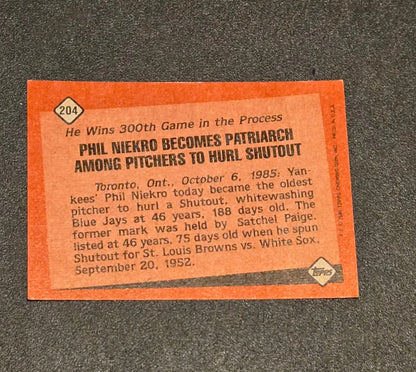 204
He Wins 300th Game in the Process
PHIL NIEKRO BECOMES PATRIARCH
AMONG PITCHERS TO HURL SHUTOUT
Toronto, Ont., October 6, 1985: Yan-
kees' Phil Niekro today became the oldest
pitcher to hurl a Shutout, whitewashing
Blue Jays at 46 years, 188 days old. The
former mark was held by Satchel Paige.
listed at 46 years, 75 days old when he spun
Shutout for St. Louis Browns vs. White Sox,
September 20, 1952.
topps